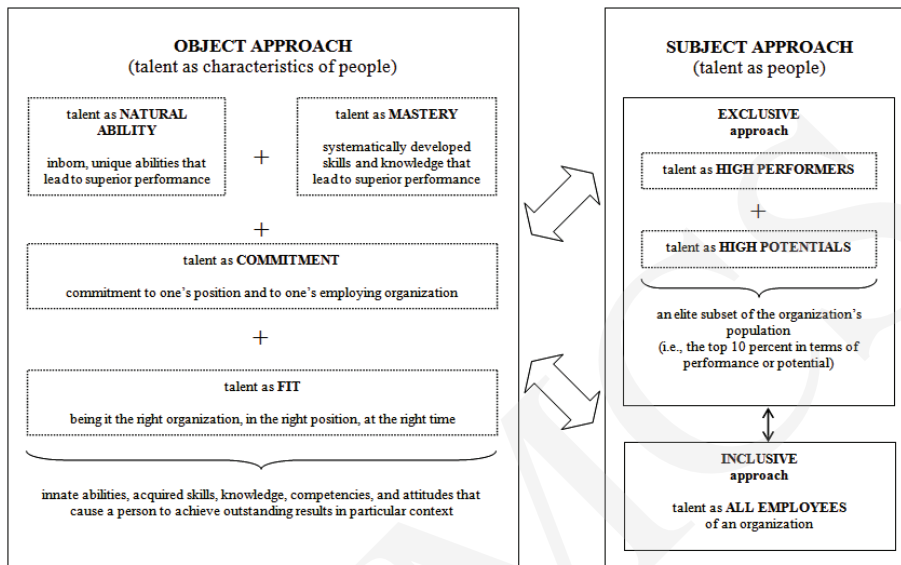 OBJECT APPROACH
(talent as characteristics of people)
talent as NATURAL
ABILITY
inborn, unique abilities that
lead to superior performance
+
talent as MASTERY
systematically developed
skills and knowledge that
lead to superior performance
+
talent as COMMITMENT
commitment to one's position and to one's employing organization
+
talent as FIT
being it the right organization, in the right position, at the right time
innate abilities, acquired skills, knowledge, competencies, and attitudes that
cause a person to achieve outstanding results in particular context
SUBJECT APPROACH
(talent as people)
EXCLUSIVE
approach
talent as HIGH PERFORMERS
+
talent as HIGH POTENTIALS
an elite subset of the organization's
population
(i.e., the top 10 percent in terms of
performance or potential)
INCLUSIVE
approach
talent as ALL EMPLOYEES
of an organization